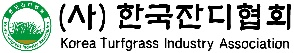 (사) 한국잔디협회
Korea Turfgrass Industry Association